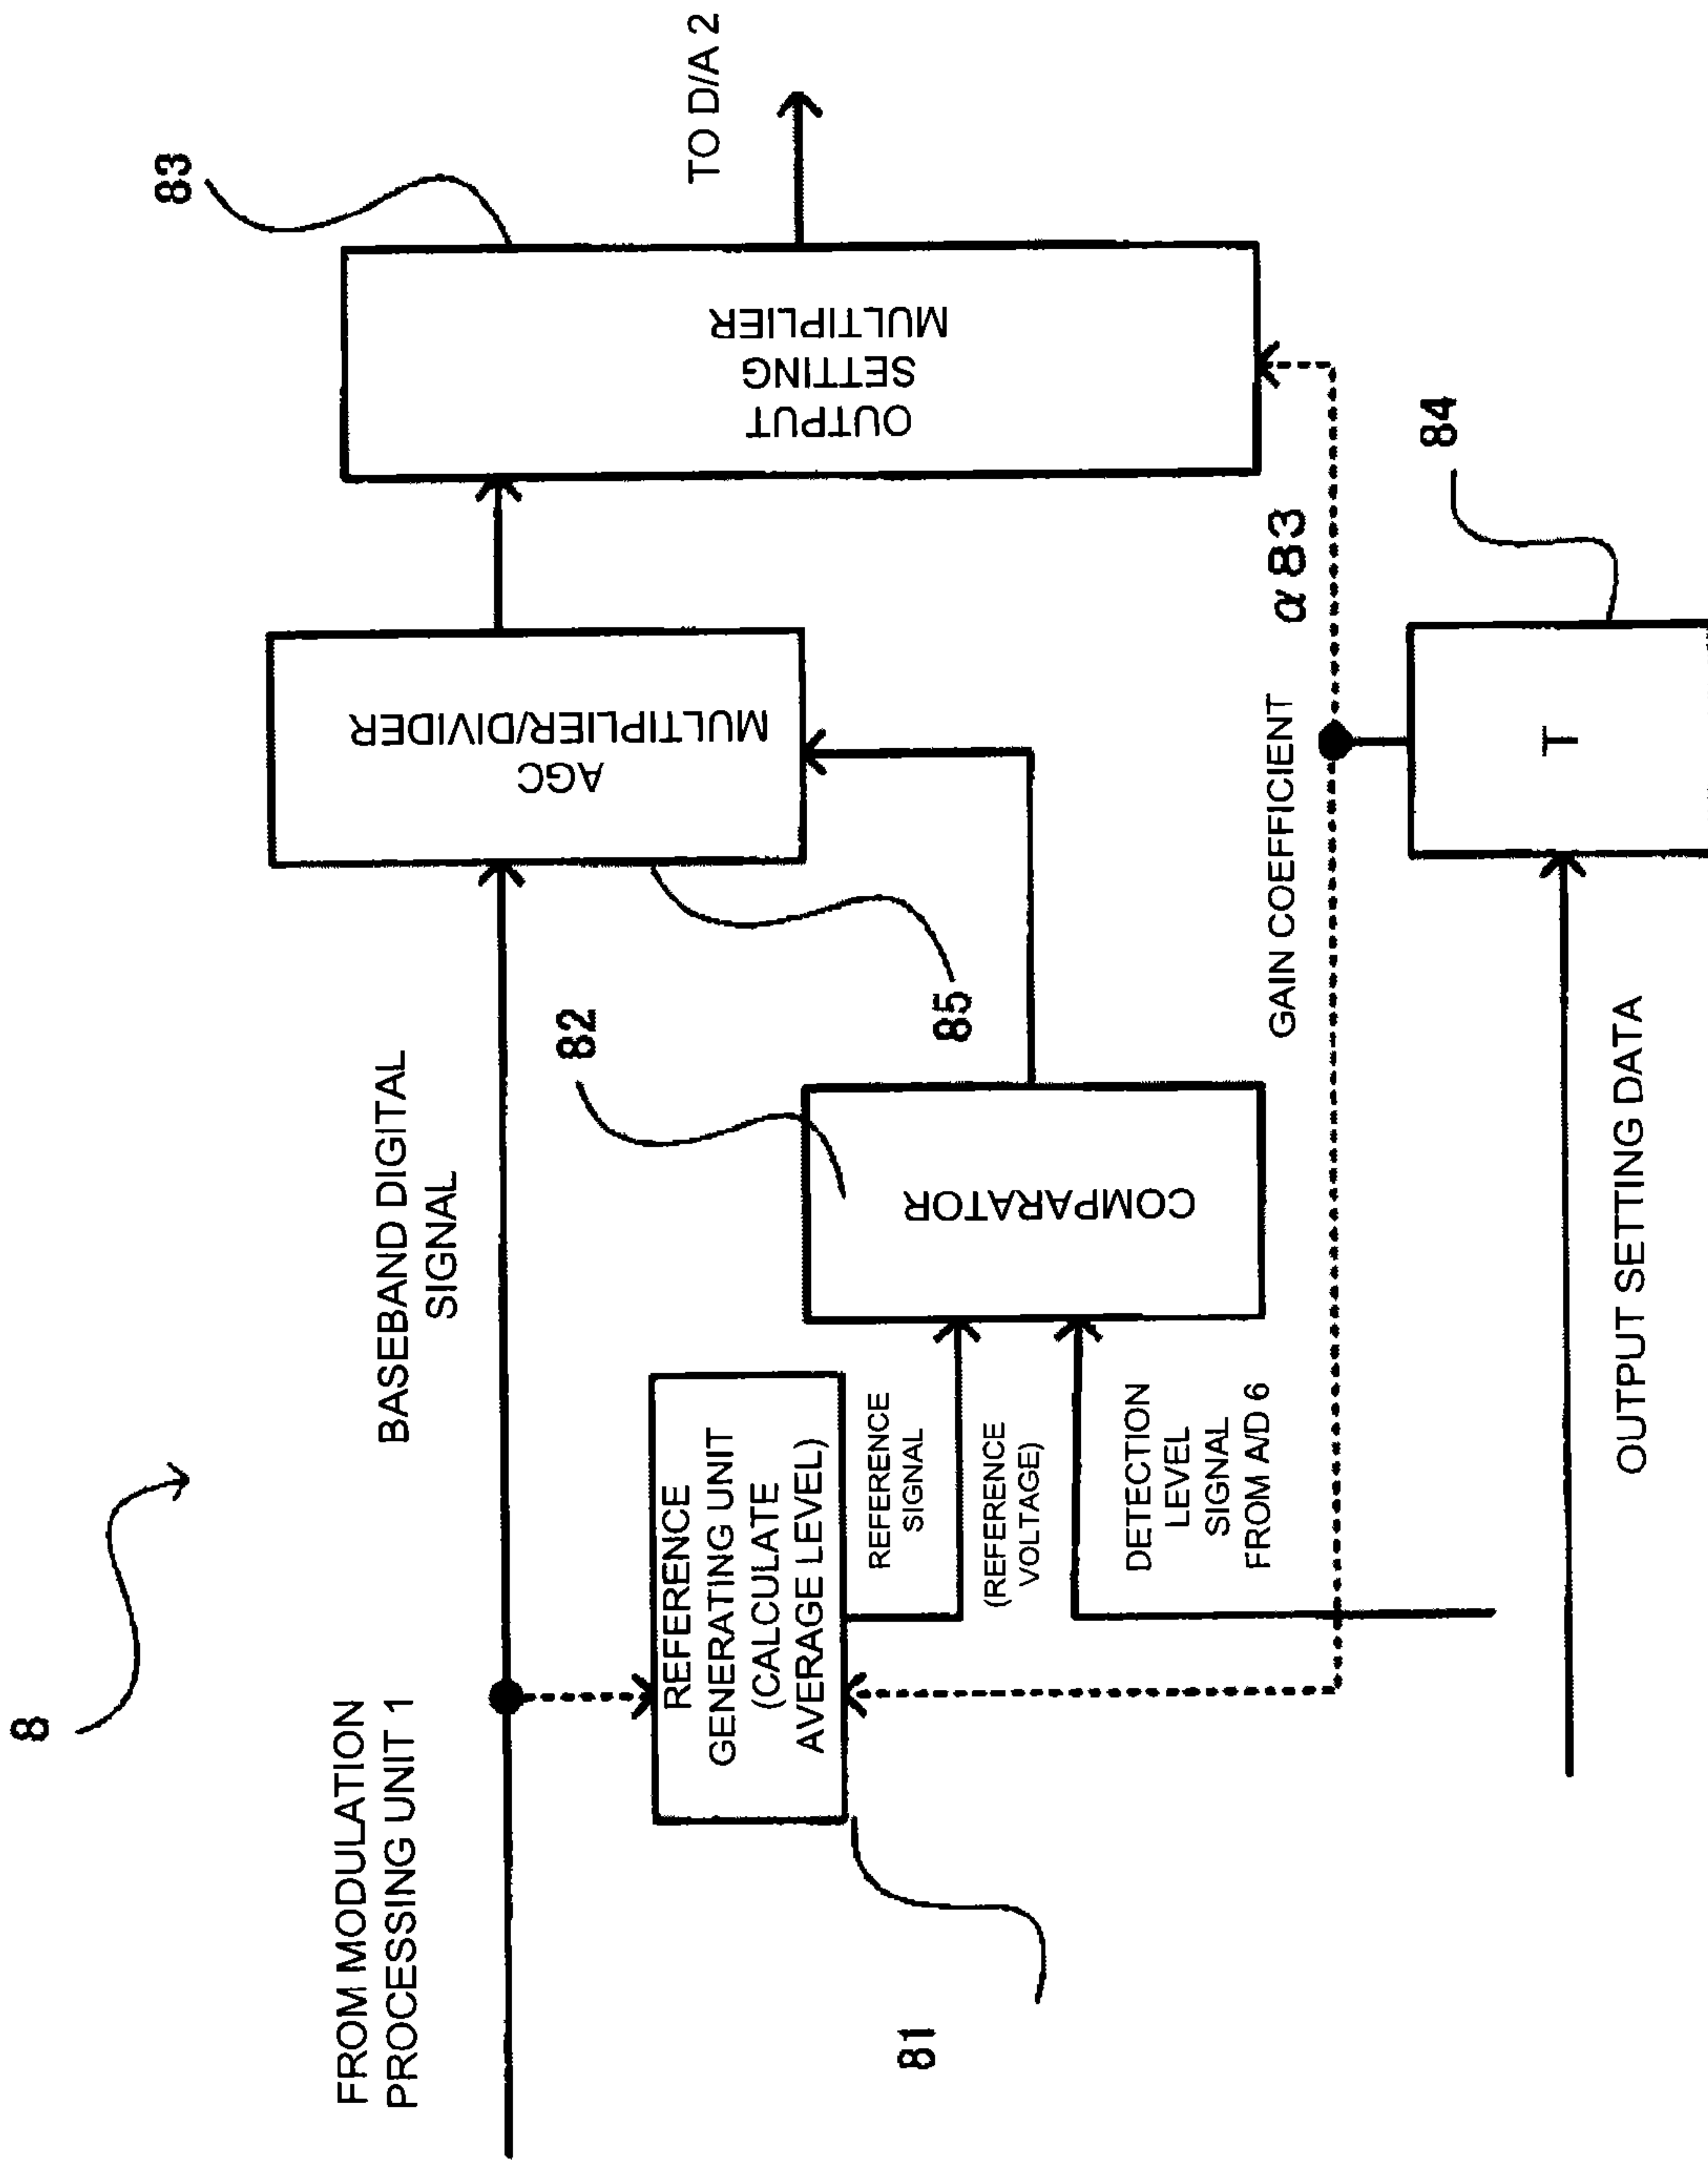 8
FROM MODULATION
PROCESSING UNIT 1
BASEBAND DIGITAL
SIGNAL
83
TO D/A 2
AGC
MULTIPLIER/DIVIDER
OUTPUT
SETTING
MULTIPLIER
82
85
REFERENCE
GENERATING UNIT
(CALCULATE
AVERAGE LEVEL)
81
REFERENCE
SIGNAL
(REFERENCE
VOLTAGE)
DETECTION
LEVEL
SIGNAL
FROM A/D 6
COMPARATOR
GAIN COEFFICIENT
α83
84
T
OUTPUT SETTING DATA